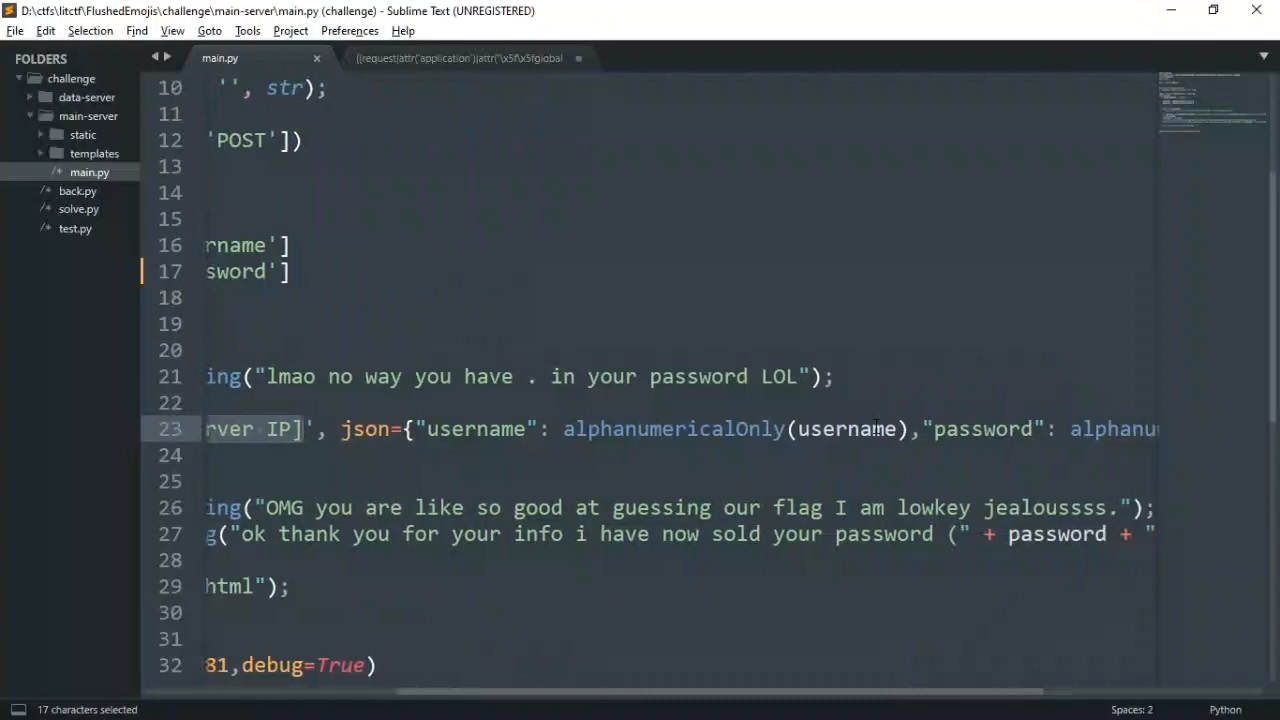 D:\ctfs\litctf\FlushedEmojis\challenge\main-server\main.py (challenge) - Sublime Text (UNREGISTERED)
File Edit Selection Find View Goto Tools Project Preferences Help
FOLDERS
challenge
data-server
main-server
static
templates
/* main.py
/* back.py
/* solve.py
/* test.py
main.py ×
{{request|attr('application')|attr('\x5f\x5fglobal
10 '', str);
11
12 'POST'])
13
14
15
16 rname']
17 sword']
18
19
20
21 ing("lmao no way you have . in your password LOL");
22
23 rver IP]', json={"username": alphanumericalOnly(username),"password": alphanu
24
25
26 ing("OMG you are like so good at guessing our flag I am lowkey jealoussss.");
27 g("ok thank you for your info i have now sold your password (" + password + "
28
29 html");
30
31
32 81,debug=True)
17 characters selected
Spaces: 2
Python